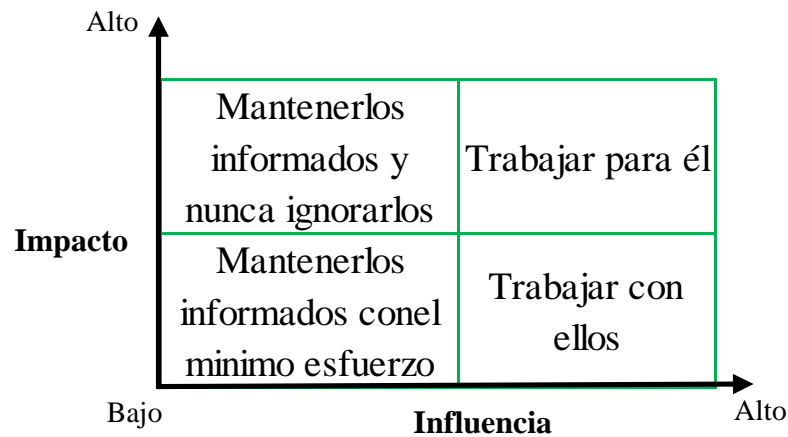 Alto
Mantenerlos
informados y
nunca ignorarlos
Trabajar para él
Impacto
Mantenerlos
informados conel
minimo esfuerzo
Trabajar con
ellos
Bajo
Influencia
Alto